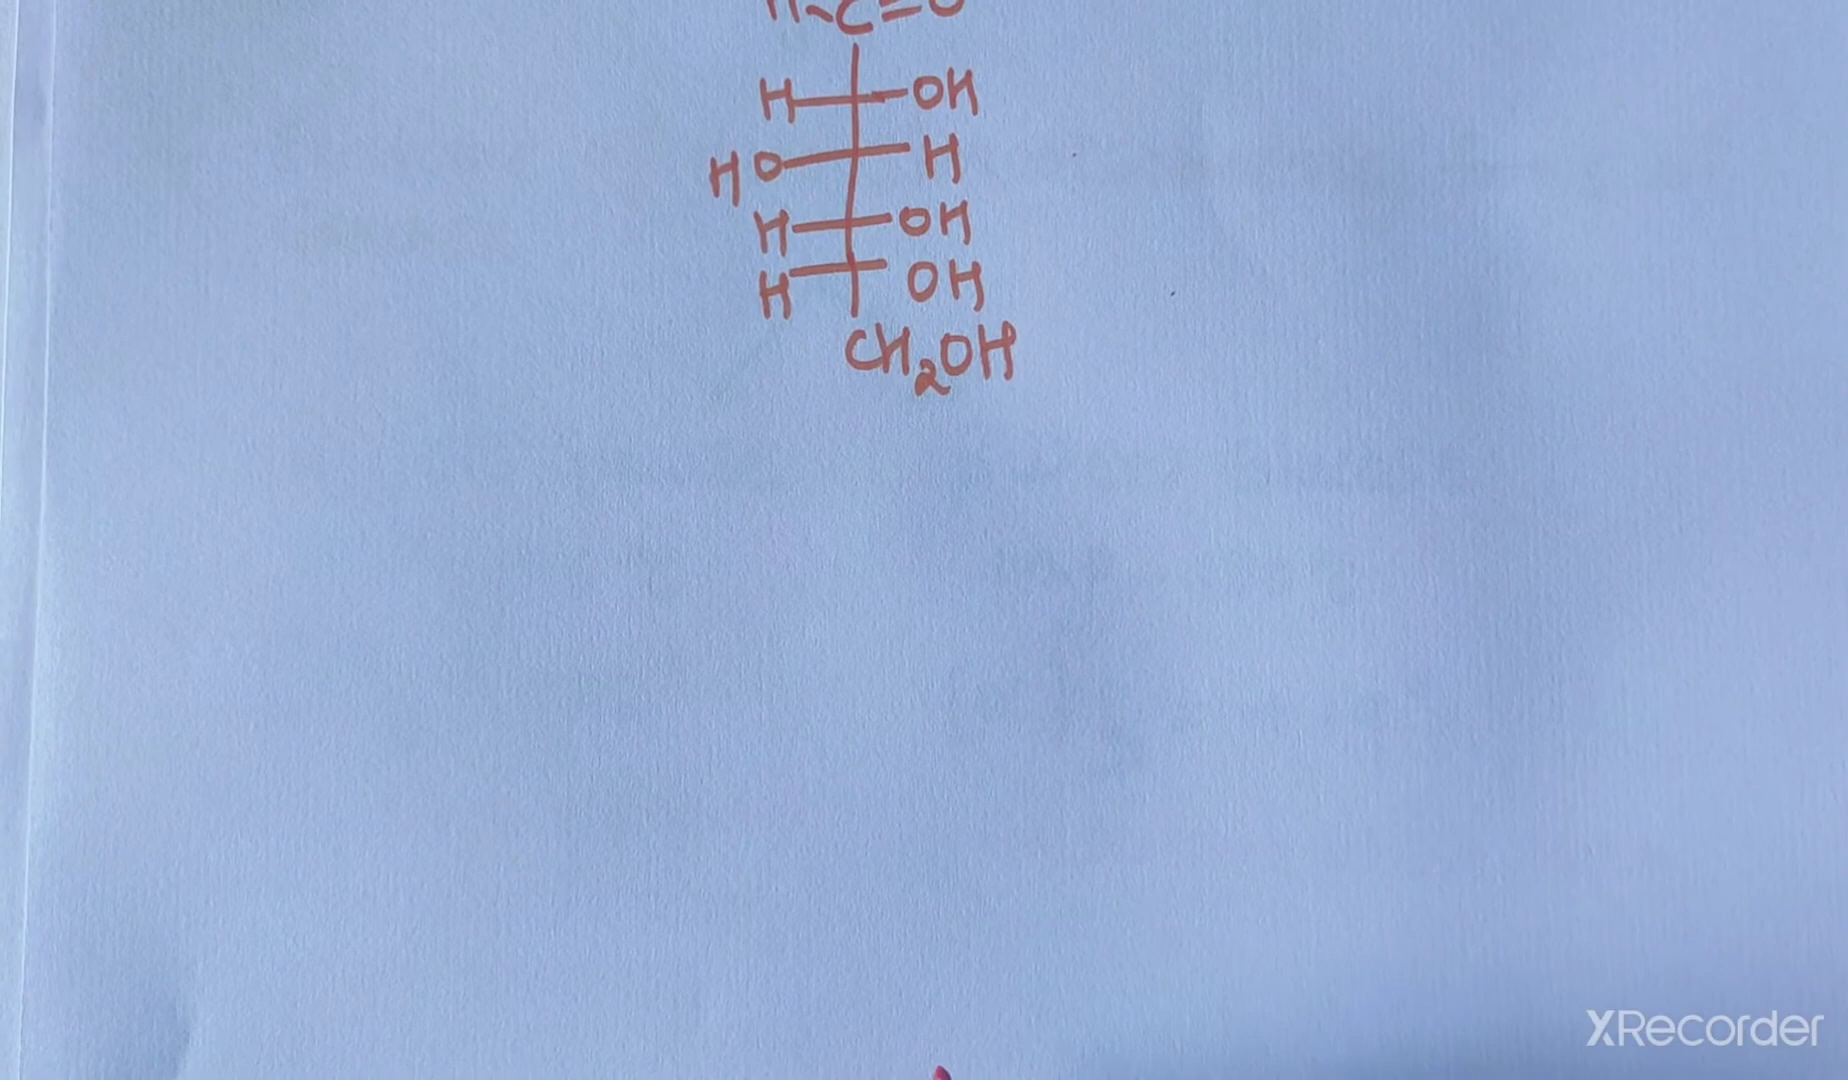 H-C=O
H OH
HO H
H OH
H OH
CH₂OH
XRecorder